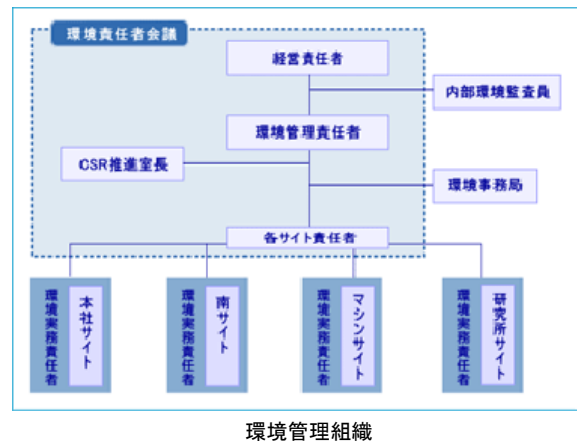 環境責任者会議
経営責任者
内部環境監査員
環境管理責任者
CSR推進室長
環境事務局
各サイト責任者
環境実務責任者
本社サイト
環境実務責任者
南サイト
環境実務責任者
マシンサイト
環境実務責任者
研究所サイト
環境管理組織